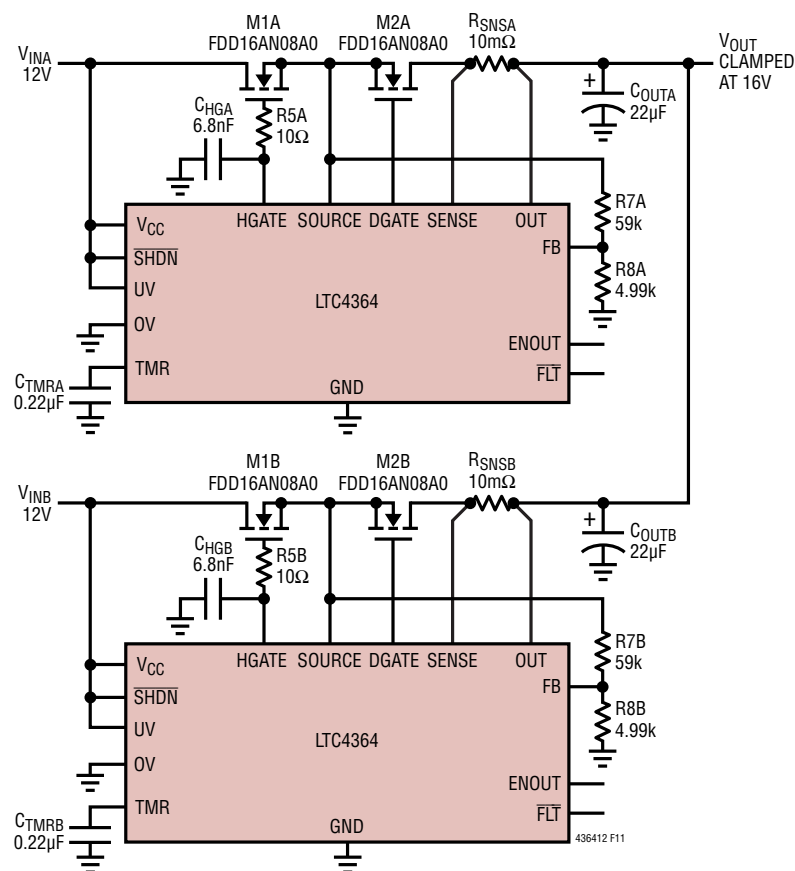 M1A
FDD16AN08A0
M2A
FDD16AN08A0
RSNSA
10mΩ
VINA
12V
VOUT
CLAMPED
AT 16V
CHGA
6.8nF
R5A
10Ω
+
COUTA
22µF
HGATE SOURCE DGATE SENSE OUT
VCC
SHDN
UV
OV
TMR
LTC4364
FB
ENOUT
FLT
GND
R7A
59k
R8A
4.99k
CTMRA
0.22µF
M1B
FDD16AN08A0
M2B
FDD16AN08A0
RSNSB
10mΩ
VINB
12V
CHGB
6.8nF
R5B
10Ω
+
COUTB
22µF
HGATE SOURCE DGATE SENSE OUT
VCC
SHDN
UV
OV
TMR
LTC4364
FB
ENOUT
FLT
GND
R7B
59k
R8B
4.99k
CTMRB
0.22µF
436412 F11